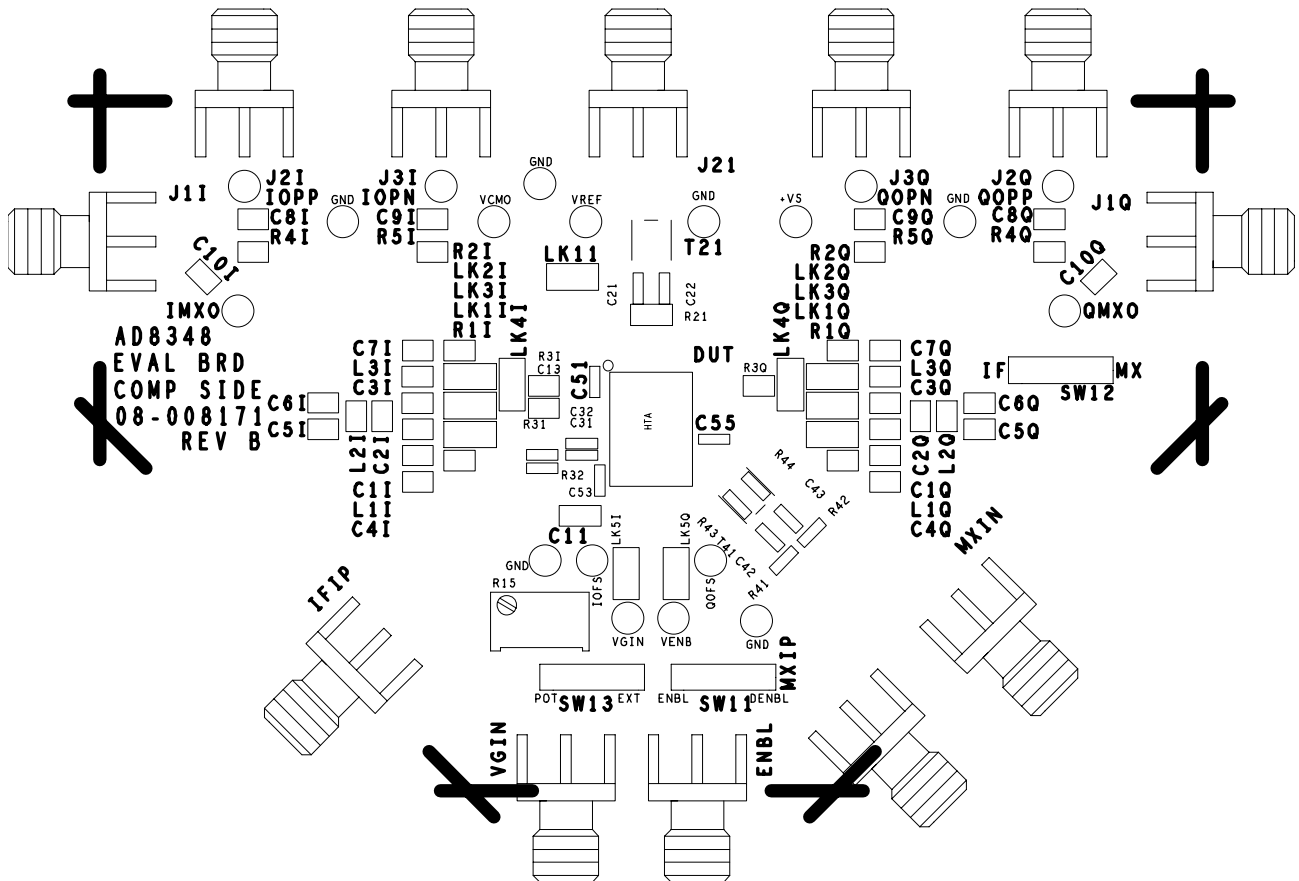 J1I
J2I
IOPP
C8I
R4I
GND
J3I
IOPN
C9I
R5I
VCMO
GND
VREF
J21
GND
T21
+VS
J3Q
QOPN
C9Q
R5Q
GND
J2Q
QOPP
C8Q
R4Q
J1Q
C10I
IMXO
R2I
LK2I
LK3I
LK1I
R1I
LK4I
LK11
C21
C22
R21
R2Q
LK2Q
LK3Q
LK1Q
R1Q
LK4Q
C10Q
QMXO
AD8348
EVAL BRD
COMP SIDE
08-008171
REV B
C7I
L3I
C3I
C6I
C5I
L2I
C2I
C1I
L1I
C4I
R3I
C13
R31
C51
C32
C31
R32
C53
C11
DUT
HTA
C55
R3Q
C7Q
L3Q
C3Q
C6Q
C5Q
C2Q
L2Q
C1Q
L1Q
C4Q
IF
MX
SW12
R44
C43
R42
R43
T41
C42
R41
MXIN
IFIP
GND
IOFS
LK5I
LK5Q
QOFS
R15
VGIN
VENB
GND
MXIP
POT
SW13
EXT
ENBL
SW11
DENBL
VGIN
ENBL